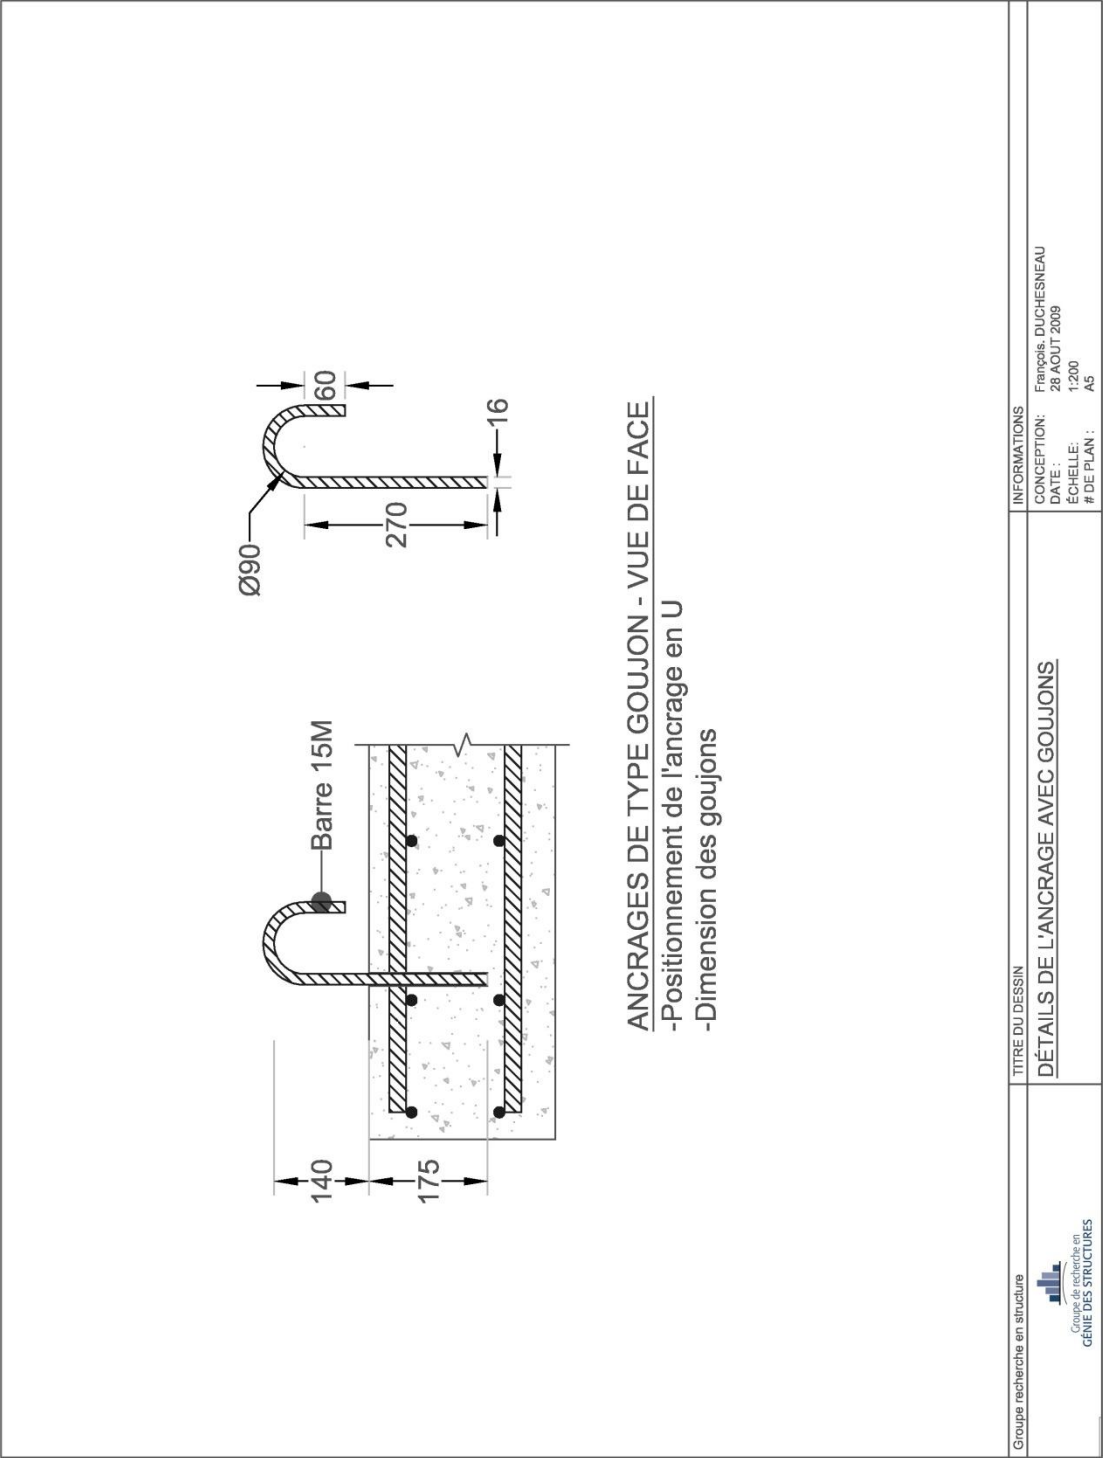 Ø90
60
270
16
Barre 15M
140
175
ANCRAGES DE TYPE GOUJON - VUE DE FACE
-Positionnement de l'ancrage en U
-Dimension des goujons
Groupe recherche en structure
Groupe de recherche en
GÉNIE DES STRUCTURES
TITRE DU DESSIN
DÉTAILS DE L'ANCRAGE AVEC GOUJONS
INFORMATIONS
CONCEPTION: François. DUCHESNEAU
DATE : 28 AOUT 2009
ÉCHELLE: 1:200
# DE PLAN : A5